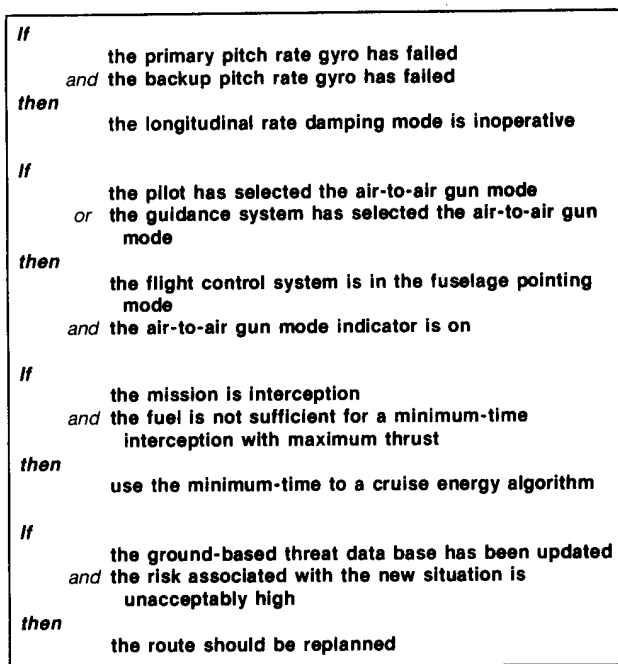 If
the primary pitch rate gyro has failed
and the backup pitch rate gyro has failed
then
the longitudinal rate damping mode is inoperative
If
the pilot has selected the air-to-air gun mode
or the guidance system has selected the air-to-air gun
mode
then
the flight control system is in the fuselage pointing
mode
and the air-to-air gun mode indicator is on
If
the mission is interception
and the fuel is not sufficient for a minimum-time
interception with maximum thrust
then
use the minimum-time to a cruise energy algorithm
If
the ground-based threat data base has been updated
and the risk associated with the new situation is
unacceptably high
then
the route should be replanned